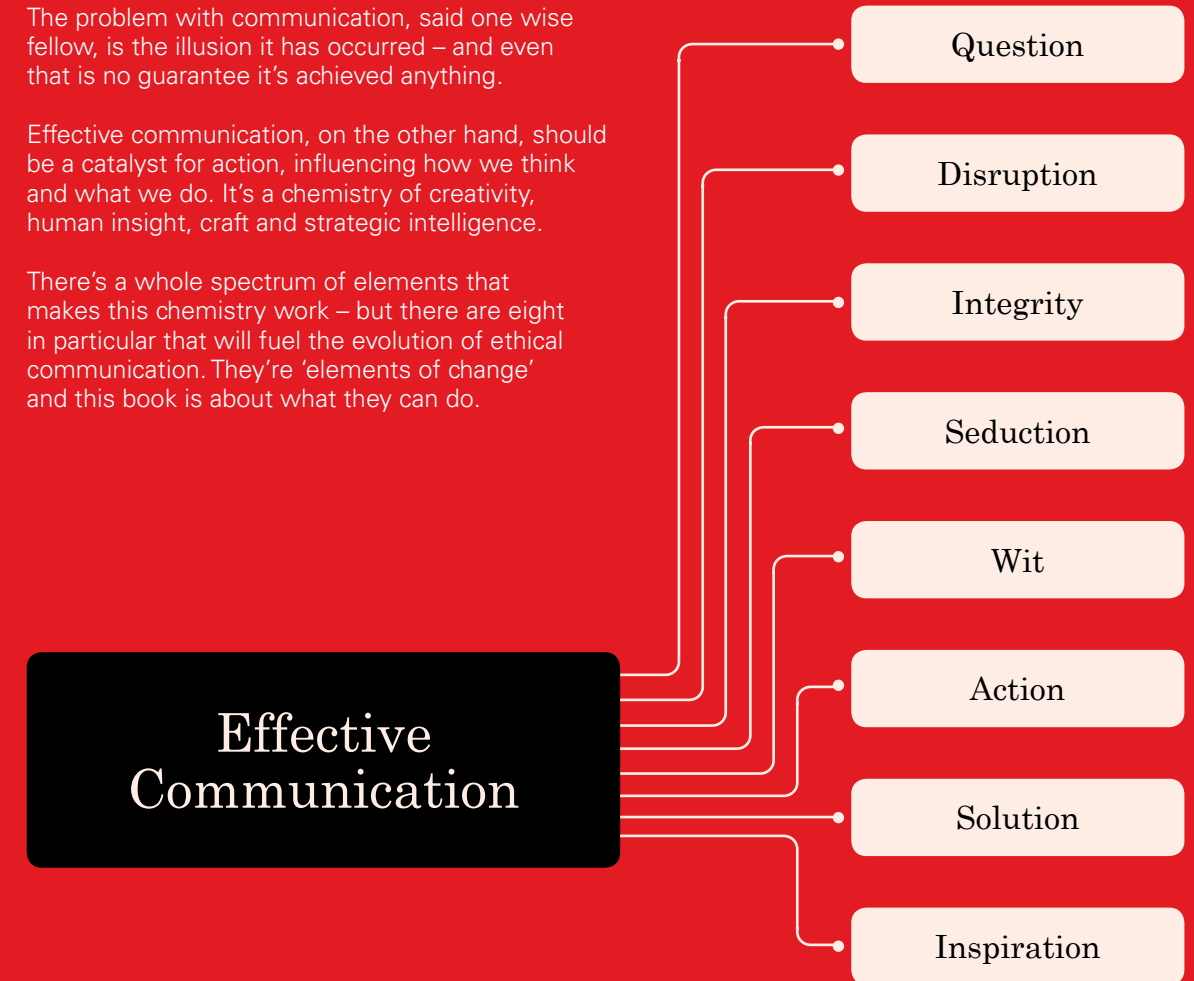 The problem with communication, said one wise
fellow, is the illusion it has occurred – and even
that is no guarantee it's achieved anything.
Effective communication, on the other hand, should
be a catalyst for action, influencing how we think
and what we do. It's a chemistry of creativity,
human insight, craft and strategic intelligence.
There's a whole spectrum of elements that
makes this chemistry work – but there are eight
in particular that will fuel the evolution of ethical
communication. They're ‘elements of change’
and this book is about what they can do.
Effective
Communication
Question
Disruption
Integrity
Seduction
Wit
Action
Solution
Inspiration